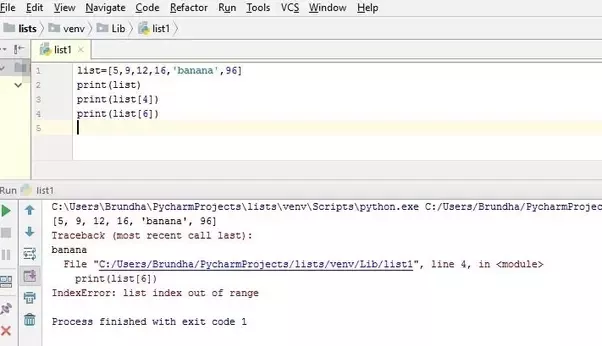 File Edit View Navigate Code Refactor Run Tools VCS Window Help
lists venv Lib list1
list1
1 list=[5,9,12,16,'banana',96]
2 print(list)
3 print(list[4])
4 print(list[6])
5
Run list1
C:\Users\Brundha\PycharmProjects\lists\venv\Scripts\python.exe C:/Users/Brundha/PycharmProjec
[5, 9, 12, 16, 'banana', 96]
Traceback (most recent call last):
banana
File "C:/Users/Brundha/PycharmProjects/lists/venv/Lib/list1", line 4, in <module>
print(list[6])
IndexError: list index out of range
Process finished with exit code 1